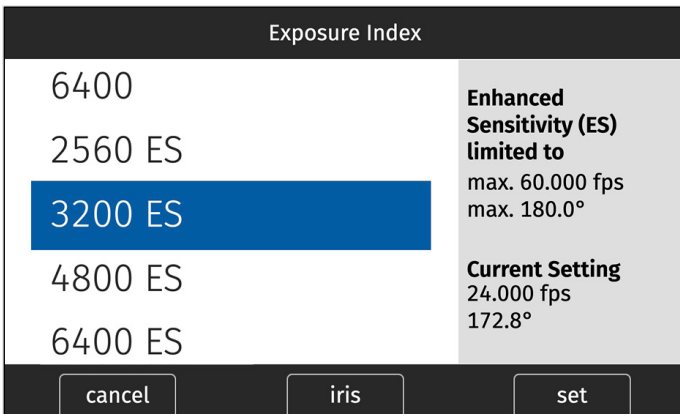 Exposure Index
6400
2560 ES
3200 ES
4800 ES
6400 ES
Enhanced
Sensitivity (ES)
limited to
max. 60.000 fps
max. 180.0°
Current Setting
24.000 fps
172.8°
cancel
iris
set